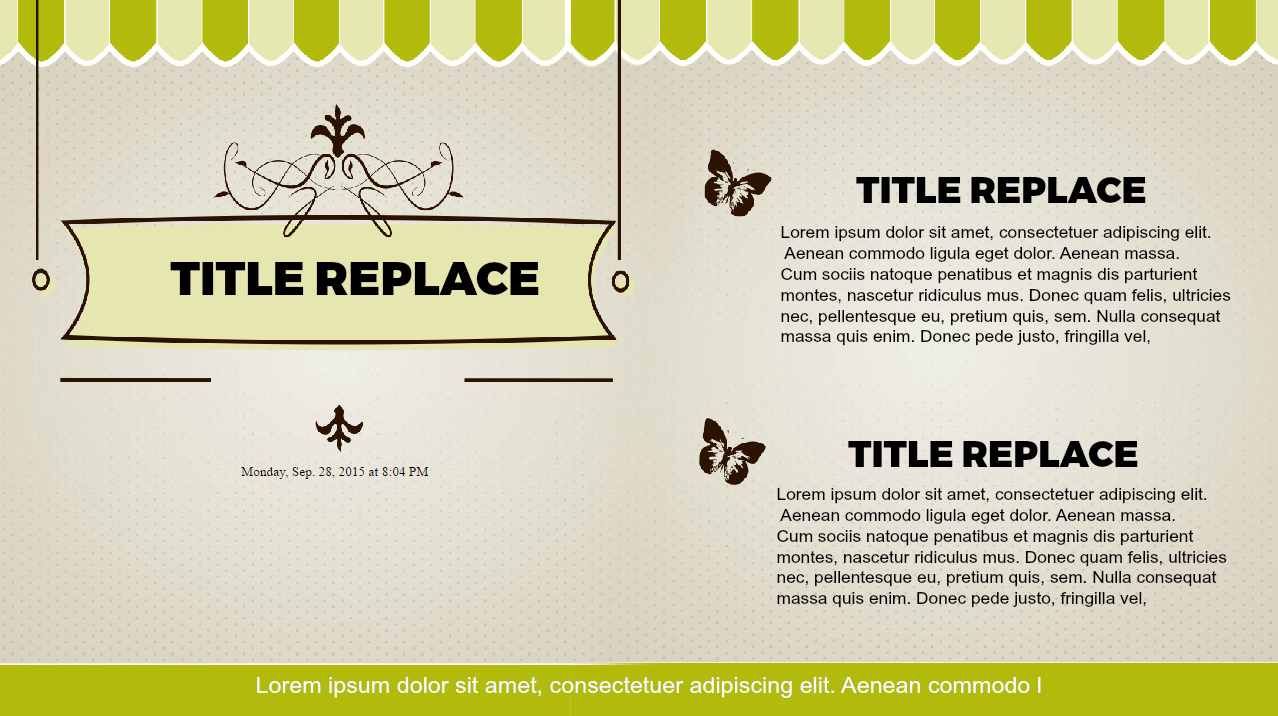 TITLE REPLACE
Monday, Sep. 28, 2015 at 8:04 PM
TITLE REPLACE
Lorem ipsum dolor sit amet, consectetuer adipiscing elit.
Aenean commodo ligula eget dolor. Aenean massa.
Cum sociis natoque penatibus et magnis dis parturient
montes, nascetur ridiculus mus. Donec quam felis, ultricies
nec, pellentesque eu, pretium quis, sem. Nulla consequat
massa quis enim. Donec pede justo, fringilla vel,
TITLE REPLACE
Lorem ipsum dolor sit amet, consectetuer adipiscing elit.
Aenean commodo ligula eget dolor. Aenean massa.
Cum sociis natoque penatibus et magnis dis parturient
montes, nascetur ridiculus mus. Donec quam felis, ultricies
nec, pellentesque eu, pretium quis, sem. Nulla consequat
massa quis enim. Donec pede justo, fringilla vel,
Lorem ipsum dolor sit amet, consectetuer adipiscing elit. Aenean commodo l